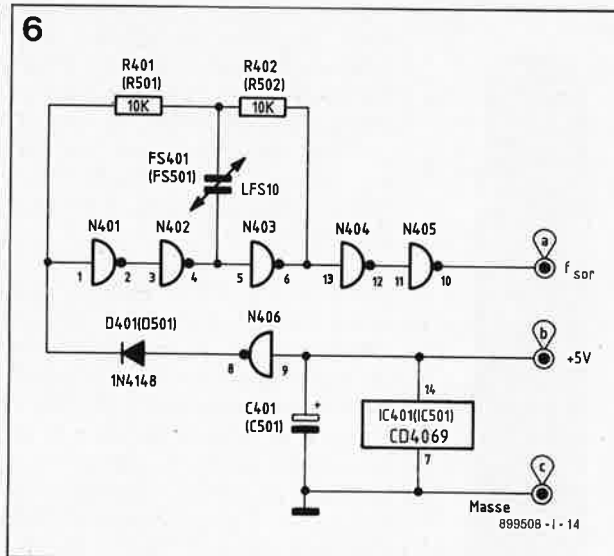 6
R401
(R501)
10K
R402
(R502)
10K
FS401
(FS501)
LFS10
N401
N402
N403
N404
N405
1
2
3
4
5
6
13
12
11
10
a
f sor
D401(D501)
1N4148
N406
8
9
b
+5V
C401
(C501)
+
14
IC401(IC501)
CD4069
7
c
Masse
899508 - I - 14